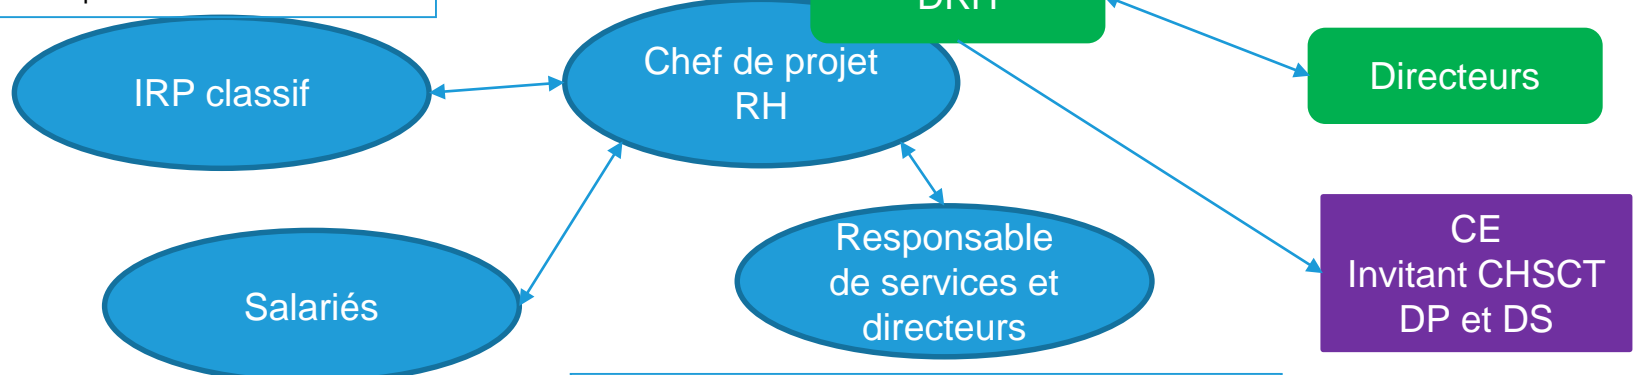 DRH
Chef de projet
RH
IRP classif
Directeurs
Responsable
de services et
directeurs
Salariés
CE
Invitant CHSCT
DP et DS